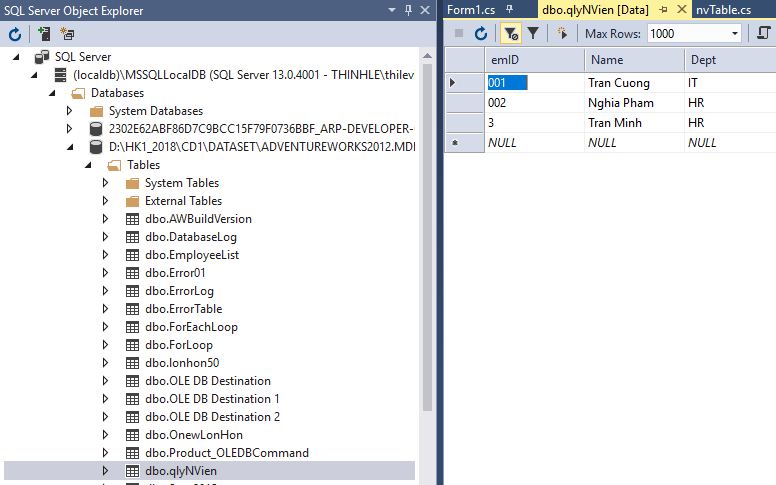 SQL Server Object Explorer
SQL Server
(localdb)\MSSQLLocalDB (SQL Server 13.0.4001 - THINHLE\thilev
Databases
System Databases
2302E62ABF86D7C9BCC15F79F0736BBF_ARP-DEVELOPER-
D:\HK1_2018\CD1\DATASET\ADVENTUREWORKS2012.MDF
Tables
System Tables
External Tables
dbo.AWBuildVersion
dbo.DatabaseLog
dbo.EmployeeList
dbo.Error01
dbo.ErrorLog
dbo.ErrorTable
dbo.ForEachLoop
dbo.ForLoop
dbo.lonhon50
dbo.OLE DB Destination
dbo.OLE DB Destination 1
dbo.OLE DB Destination 2
dbo.OnewLonHon
dbo.Product_OLEDBCommand
dbo.qlyNVien
Form1.cs dbo.qlyNVien [Data] nvTable.cs
Max Rows: 1000
emID Name Dept
001 Tran Cuong IT
002 Nghia Pham HR
3 Tran Minh HR
NULL NULL NULL